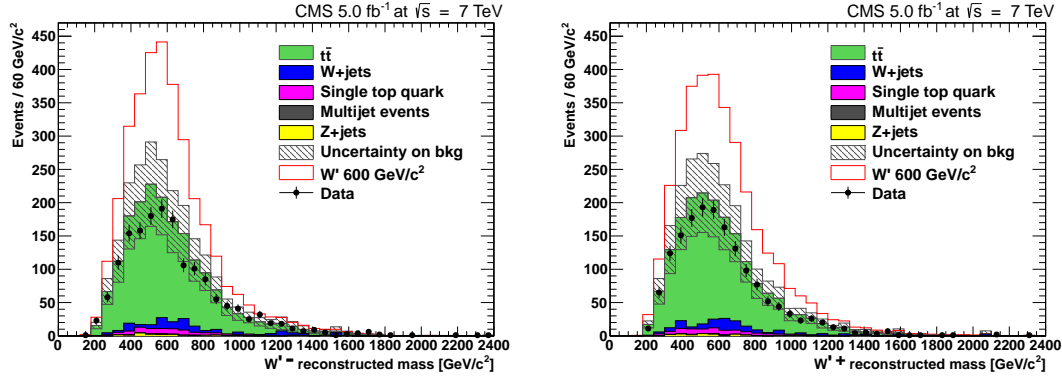 CMS 5.0 fb⁻¹ at √s = 7 TeV
Events / 60 GeV/c²
450
400
350
300
250
200
150
100
50
0
tt̄
W+jets
Single top quark
Multijet events
Z+jets
Uncertainty on bkg
W' 600 GeV/c²
Data
0 200 400 600 800 1000 1200 1400 1600 1800 2000 2200 2400
W'− reconstructed mass [GeV/c²]
CMS 5.0 fb⁻¹ at √s = 7 TeV
Events / 60 GeV/c²
450
400
350
300
250
200
150
100
50
0
tt̄
W+jets
Single top quark
Multijet events
Z+jets
Uncertainty on bkg
W' 600 GeV/c²
Data
0 200 400 600 800 1000 1200 1400 1600 1800 2000 2200 2400
W'+ reconstructed mass [GeV/c²]